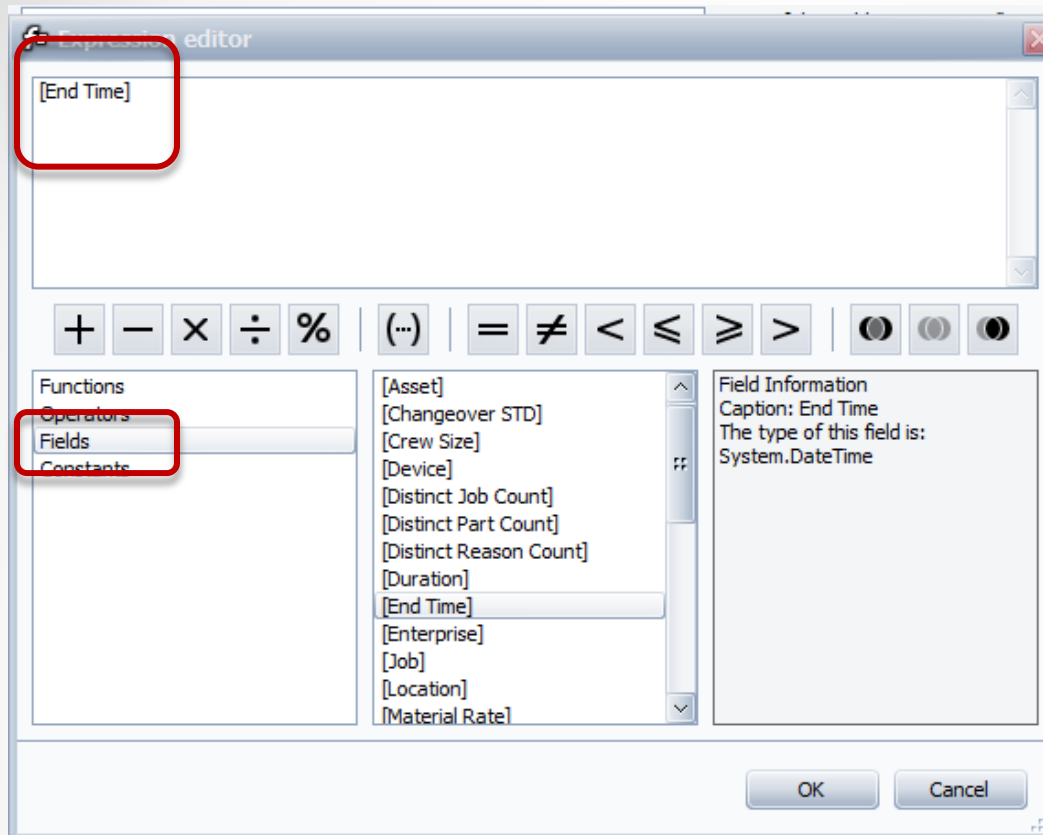 Expression editor
[End Time]
+ − × ÷ % (...) = ≠ < ⩽ ⩾ >
Functions
Operators
Fields
Constants
[Asset]
[Changeover STD]
[Crew Size]
[Device]
[Distinct Job Count]
[Distinct Part Count]
[Distinct Reason Count]
[Duration]
[End Time]
[Enterprise]
[Job]
[Location]
[Material Rate]
Field Information
Caption: End Time
The type of this field is:
System.DateTime
OK
Cancel